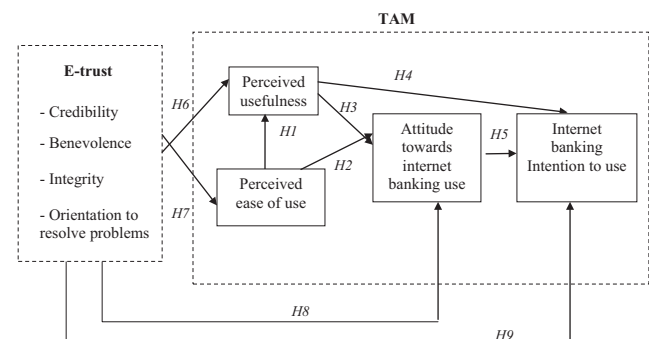 TAM
E-trust
- Credibility
- Benevolence
- Integrity
- Orientation to
resolve problems
H6
H7
Perceived
usefulness
H4
H3
H1
H2
Perceived
ease of use
Attitude
towards
internet
banking use
H5
Internet
banking
Intention to use
H8
H9